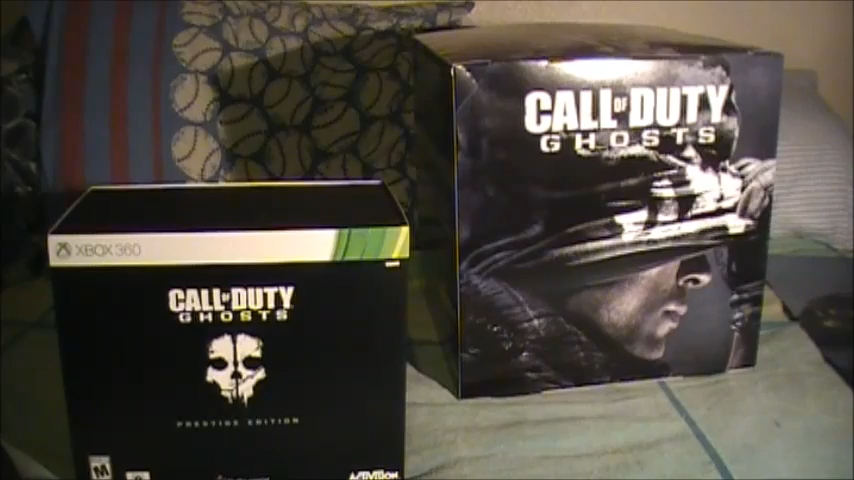 XBOX 360
CALL OF DUTY
GHOSTS
PRESTIGE EDITION
M
ACTIVISION
CALL OF DUTY
GHOSTS